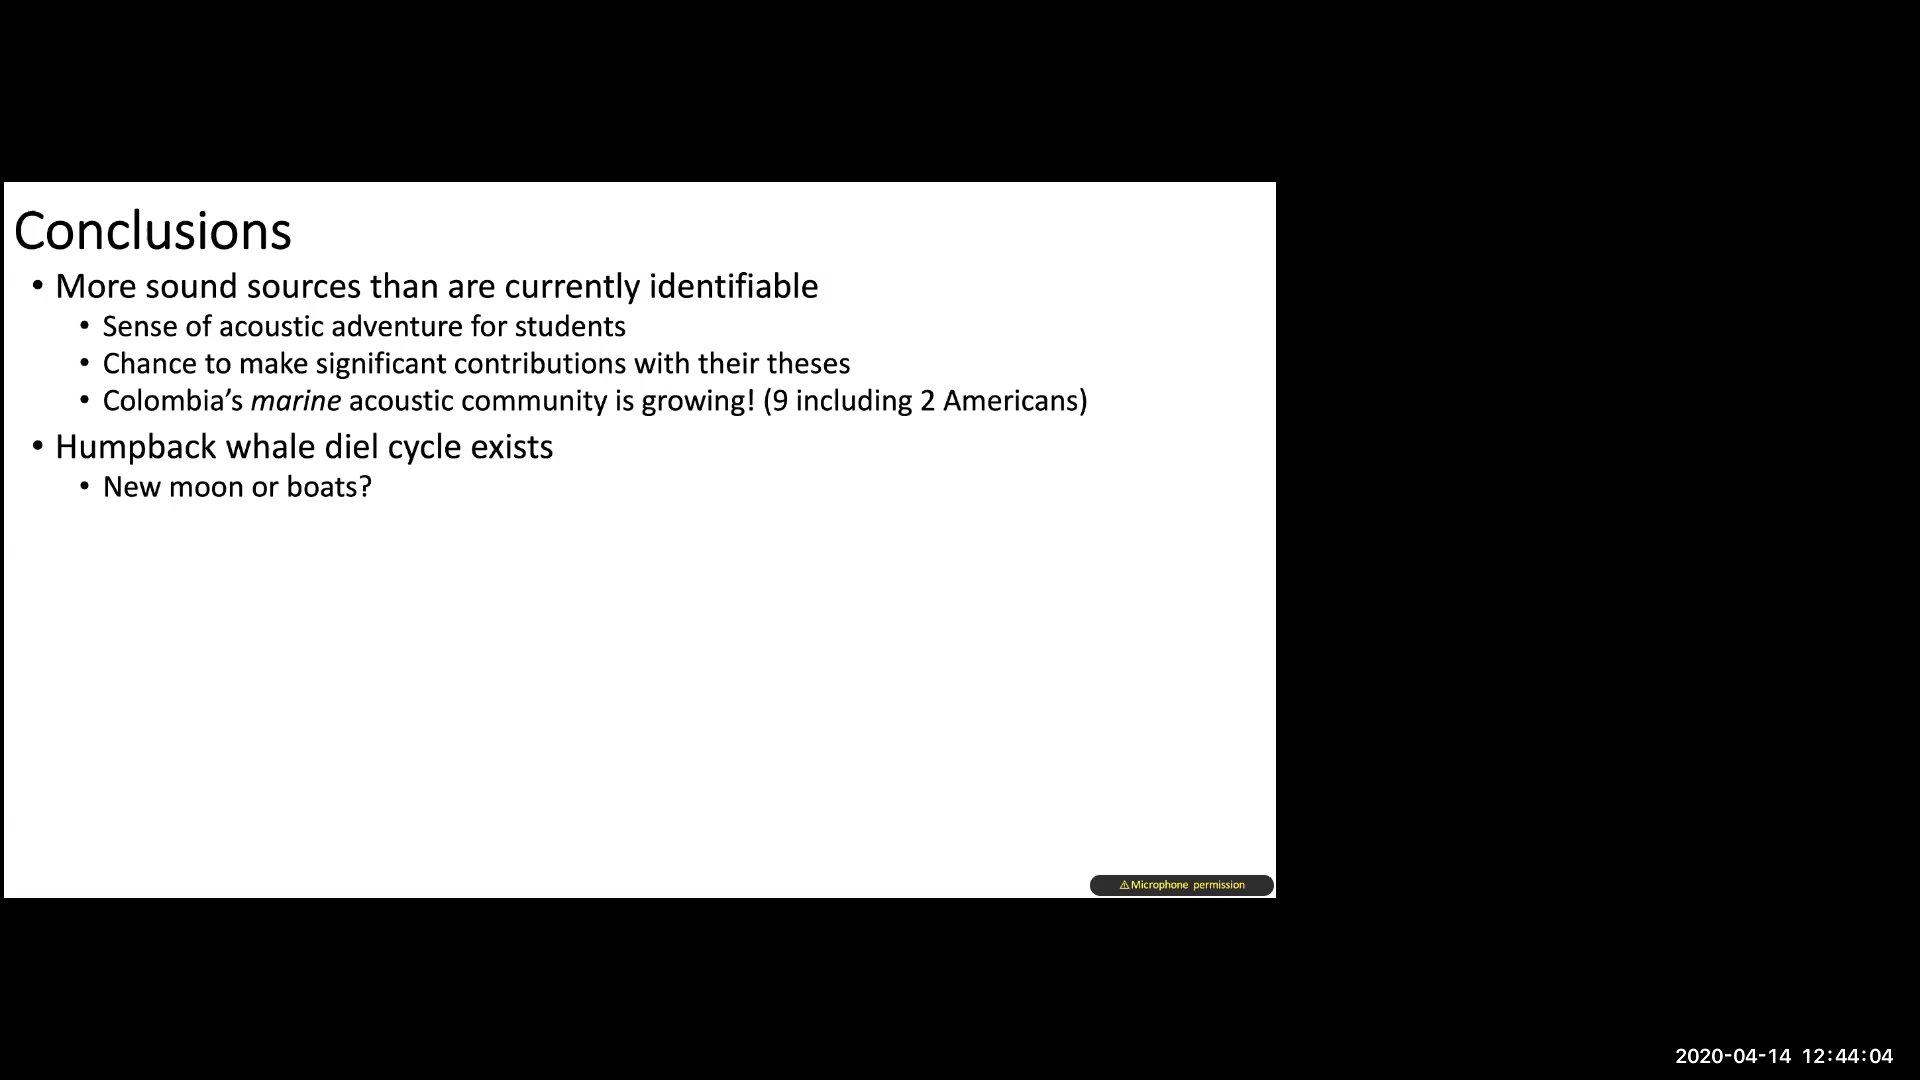 Conclusions
• More sound sources than are currently identifiable
• Sense of acoustic adventure for students
• Chance to make significant contributions with their theses
• Colombia’s marine acoustic community is growing! (9 including 2 Americans)
• Humpback whale diel cycle exists
• New moon or boats?
⚠Microphone permission
2020-04-14 12:44:04